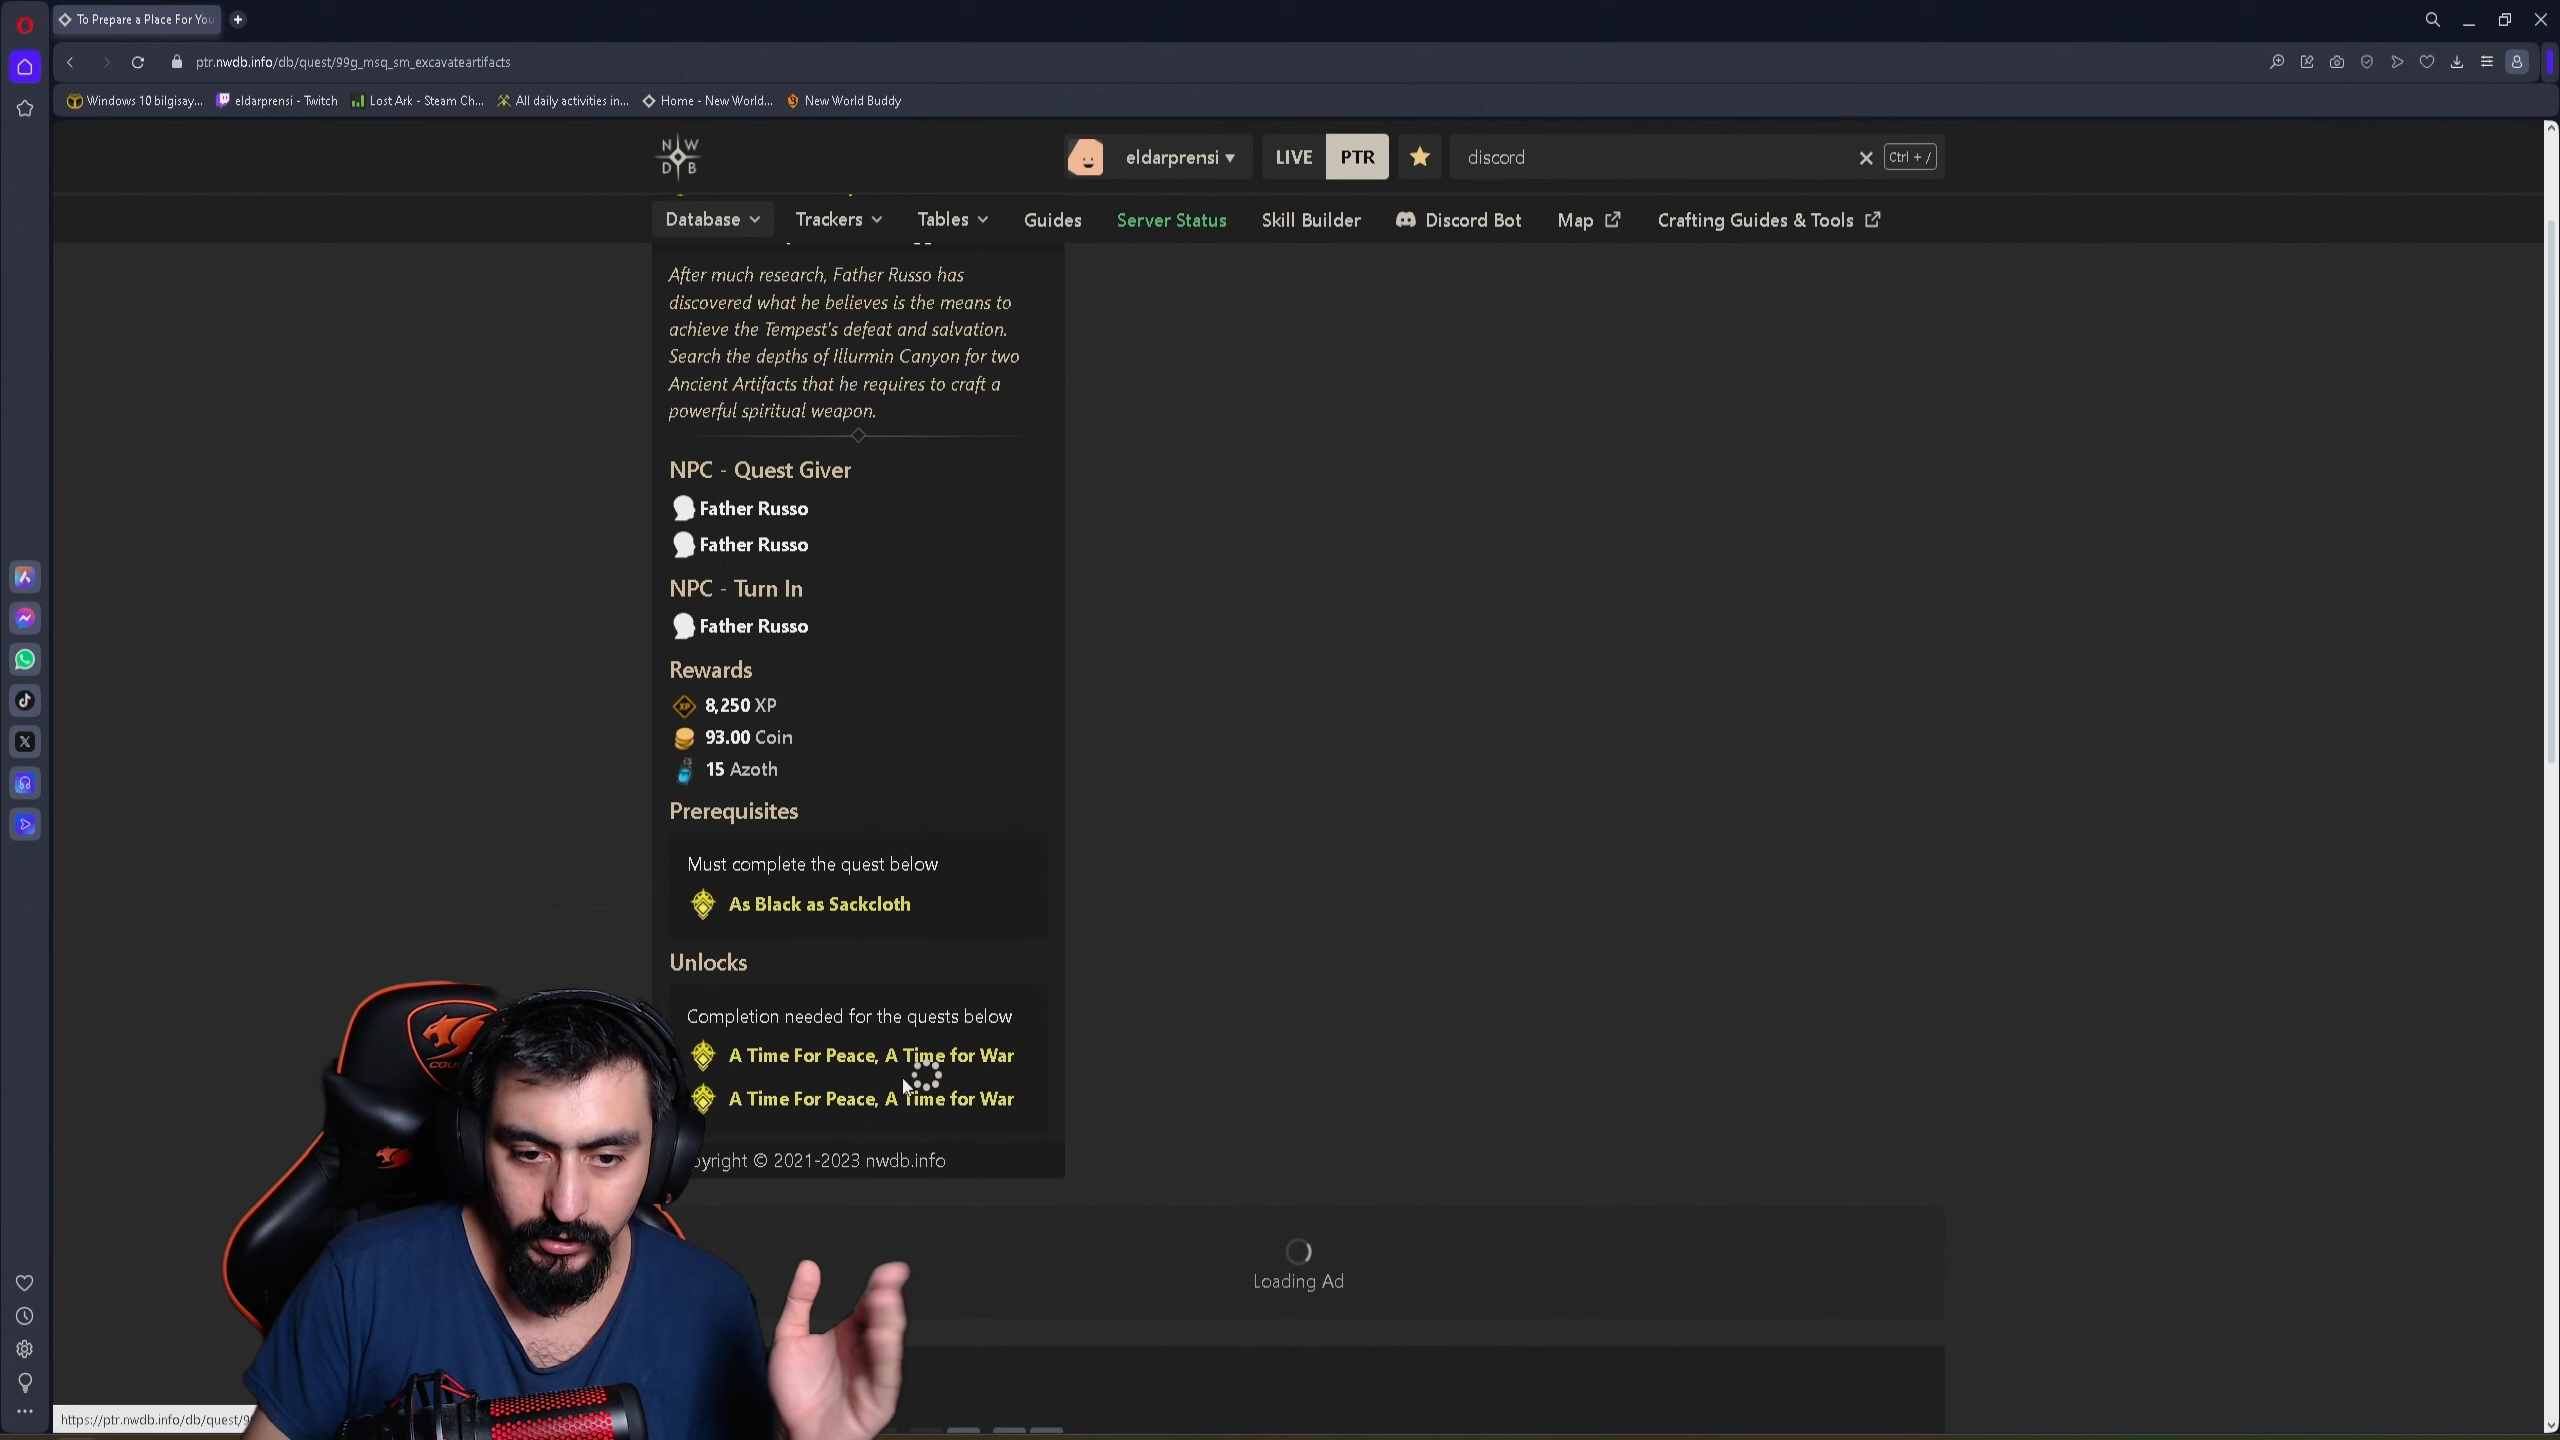 To Prepare a Place For You
ptr.nwdb.info/db/quest/99g_msq_sm_excavateartifacts
Windows 10 bilgisay... eldarprensi - Twitch Lost Ark - Steam Ch... All daily activities in... Home - New World... New World Buddy
N W
D B
eldarprensi ▾ LIVE PTR discord Ctrl + /
Database Trackers Tables Guides Server Status Skill Builder Discord Bot Map Crafting Guides & Tools
After much research, Father Russo has
discovered what he believes is the means to
achieve the Tempest's defeat and salvation.
Search the depths of Illurmin Canyon for two
Ancient Artifacts that he requires to craft a
powerful spiritual weapon.
NPC - Quest Giver
Father Russo
Father Russo
NPC - Turn In
Father Russo
Rewards
XP 8,250 XP
93.00 Coin
15 Azoth
Prerequisites
Must complete the quest below
As Black as Sackcloth
Unlocks
Completion needed for the quests below
A Time For Peace, A Time for War
A Time For Peace, A Time for War
pyright © 2021-2023 nwdb.info
Loading Ad
https://ptr.nwdb.info/db/quest/9